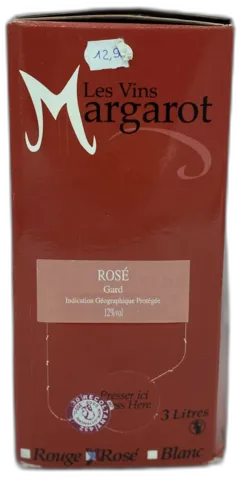 12,9
Les Vins
Margarot
ROSÉ
Gard
Indication Géographique Protégée
12%vol
Presser ici
Press Here
3 Litres
Rouge Rosé Blanc